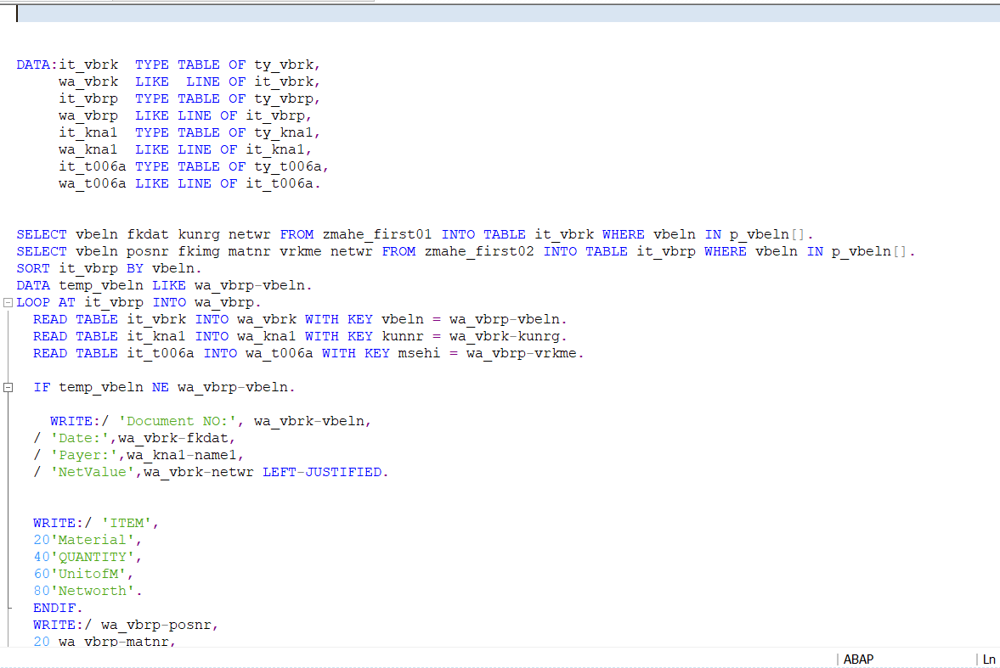 DATA:it_vbrk  TYPE TABLE OF ty_vbrk,
     wa_vbrk  LIKE  LINE OF it_vbrk,
     it_vbrp  TYPE TABLE OF ty_vbrp,
     wa_vbrp  LIKE LINE OF it_vbrp,
     it_kna1  TYPE TABLE OF ty_kna1,
     wa_kna1  LIKE LINE OF it_kna1,
     it_t006a TYPE TABLE OF ty_t006a,
     wa_t006a LIKE LINE OF it_t006a.
SELECT vbeln fkdat kunrg netwr FROM zmahe_first01 INTO TABLE it_vbrk WHERE vbeln IN p_vbeln[].
SELECT vbeln posnr fkimg matnr vrkme netwr FROM zmahe_first02 INTO TABLE it_vbrp WHERE vbeln IN p_vbeln[].
SORT it_vbrp BY vbeln.
DATA temp_vbeln LIKE wa_vbrp-vbeln.
LOOP AT it_vbrp INTO wa_vbrp.
  READ TABLE it_vbrk INTO wa_vbrk WITH KEY vbeln = wa_vbrp-vbeln.
  READ TABLE it_kna1 INTO wa_kna1 WITH KEY kunnr = wa_vbrk-kunrg.
  READ TABLE it_t006a INTO wa_t006a WITH KEY msehi = wa_vbrp-vrkme.
  IF temp_vbeln NE wa_vbrp-vbeln.
    WRITE:/ 'Document NO:', wa_vbrk-vbeln,
  / 'Date:',wa_vbrk-fkdat,
  / 'Payer:',wa_kna1-name1,
  / 'NetValue',wa_vbrk-netwr LEFT-JUSTIFIED.
  WRITE:/ 'ITEM',
  20'Material',
  40'QUANTITY',
  60'UnitofM',
  80'Networth'.
  ENDIF.
  WRITE:/ wa_vbrp-posnr,
  20 wa_vbrp-matnr,
ABAP
Ln